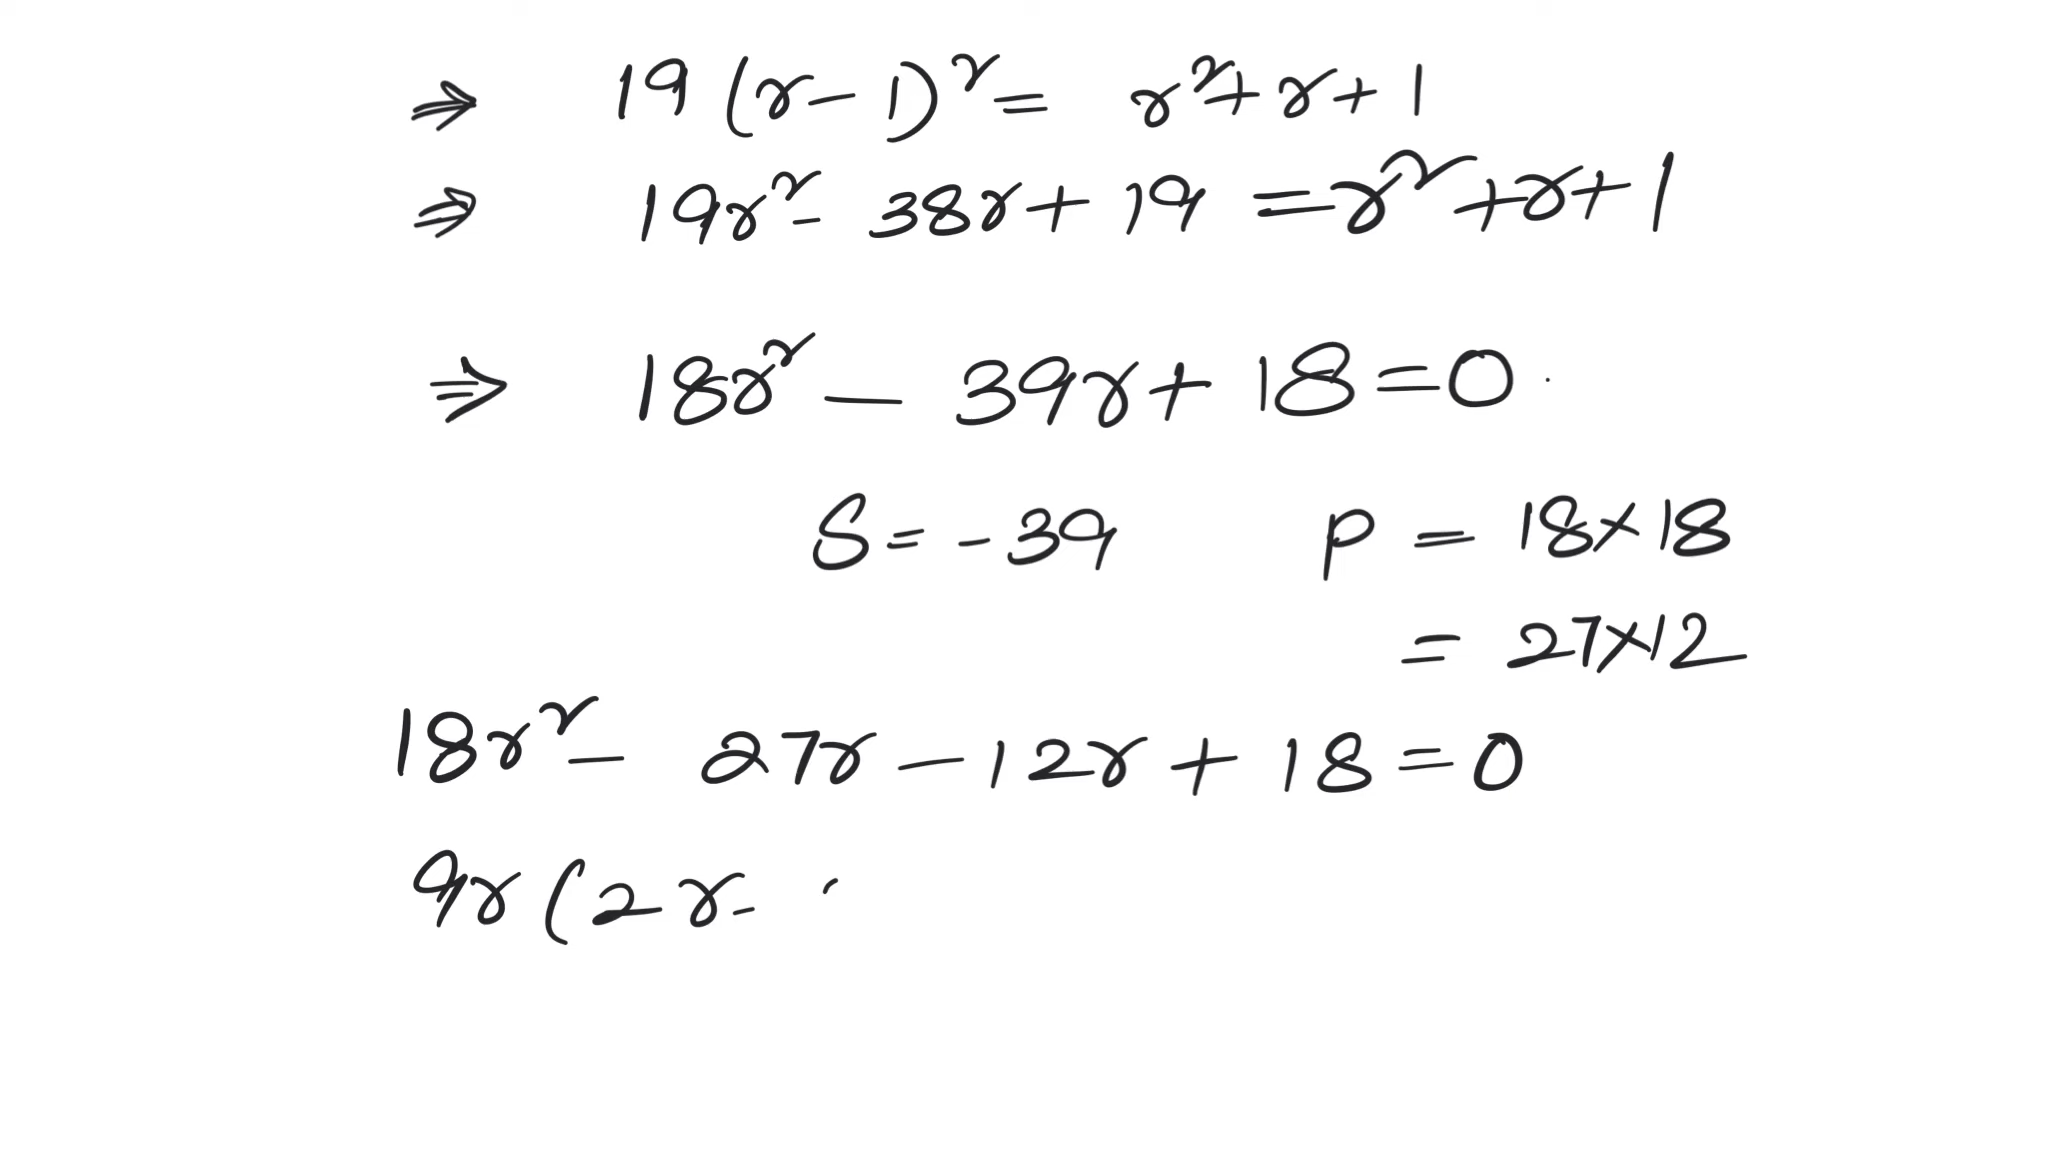 ⇒ 19 (r - 1)² = r² + r + 1
⇒ 19r² - 38r + 19 = r² + r + 1
⇒ 18r² - 39r + 18 = 0 .
S = - 39 P = 18 × 18
= 27 × 12
18r² - 27r - 12r + 18 = 0
9r (2r -